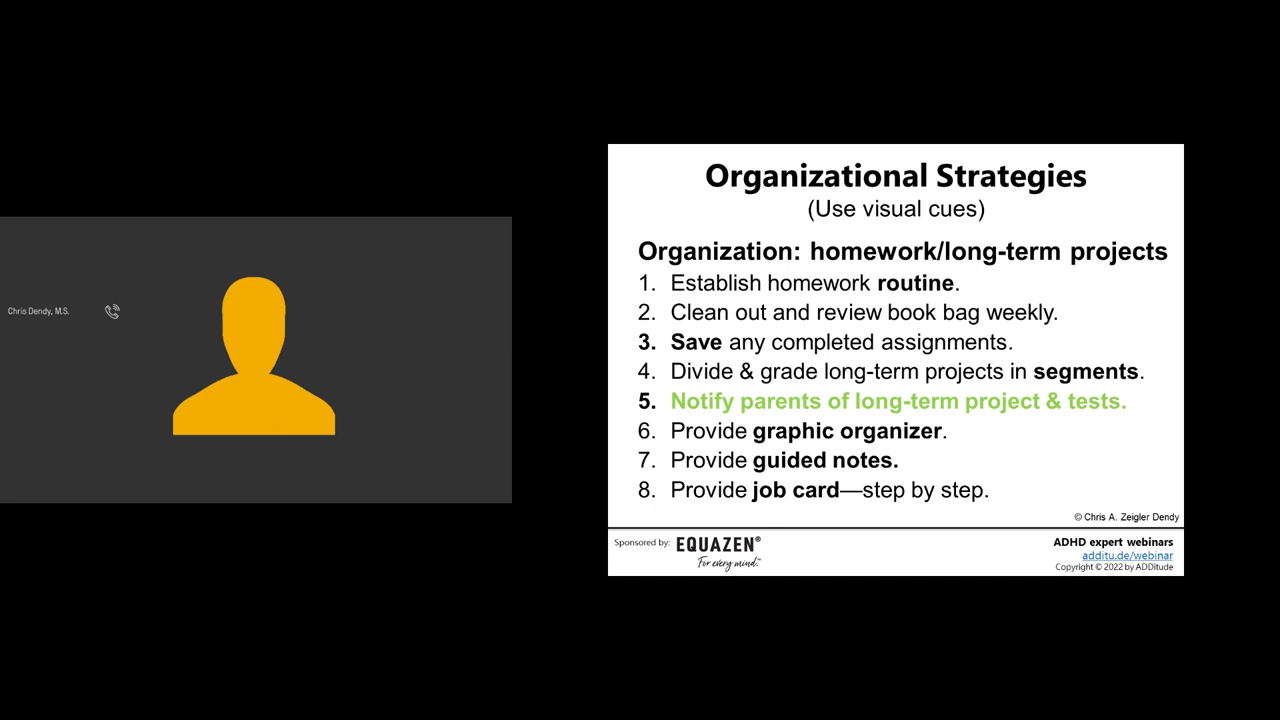 Chris Dendy, M.S.
Organizational Strategies
(Use visual cues)
Organization: homework/long-term projects
1. Establish homework routine.
2. Clean out and review book bag weekly.
3. Save any completed assignments.
4. Divide & grade long-term projects in segments.
5. Notify parents of long-term project & tests.
6. Provide graphic organizer.
7. Provide guided notes.
8. Provide job card—step by step.
© Chris A. Zeigler Dendy
Sponsored by: EQUAZEN®
For every mind.™
ADHD expert webinars
additu.de/webinar
Copyright © 2022 by ADDitude